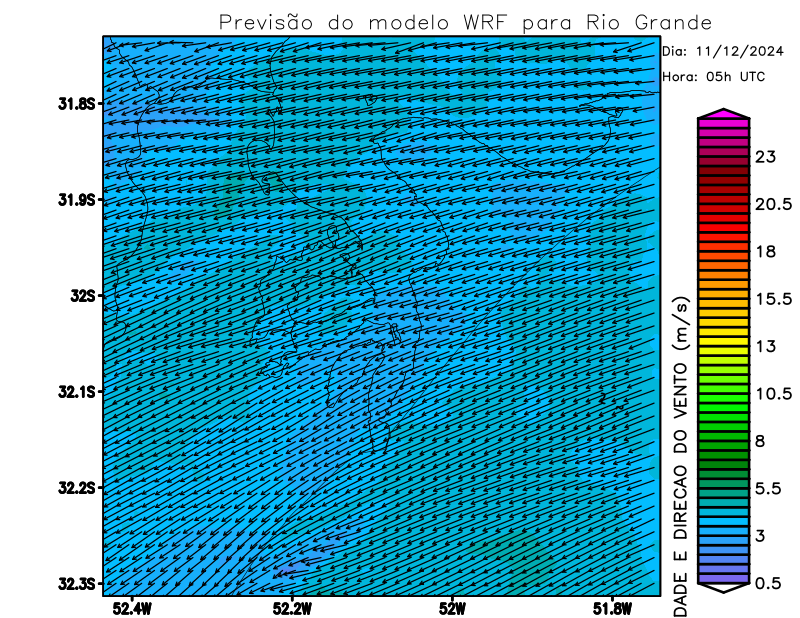 Previsão do modelo WRF para Rio Grande
Dia: 11/12/2024
Hora: 05h UTC
31.8S
31.9S
32S
32.1S
32.2S
32.3S
52.4W
52.2W
52W
51.8W
23
20.5
18
15.5
13
10.5
8
5.5
3
0.5
DADE E DIRECAO DO VENTO (m/s)